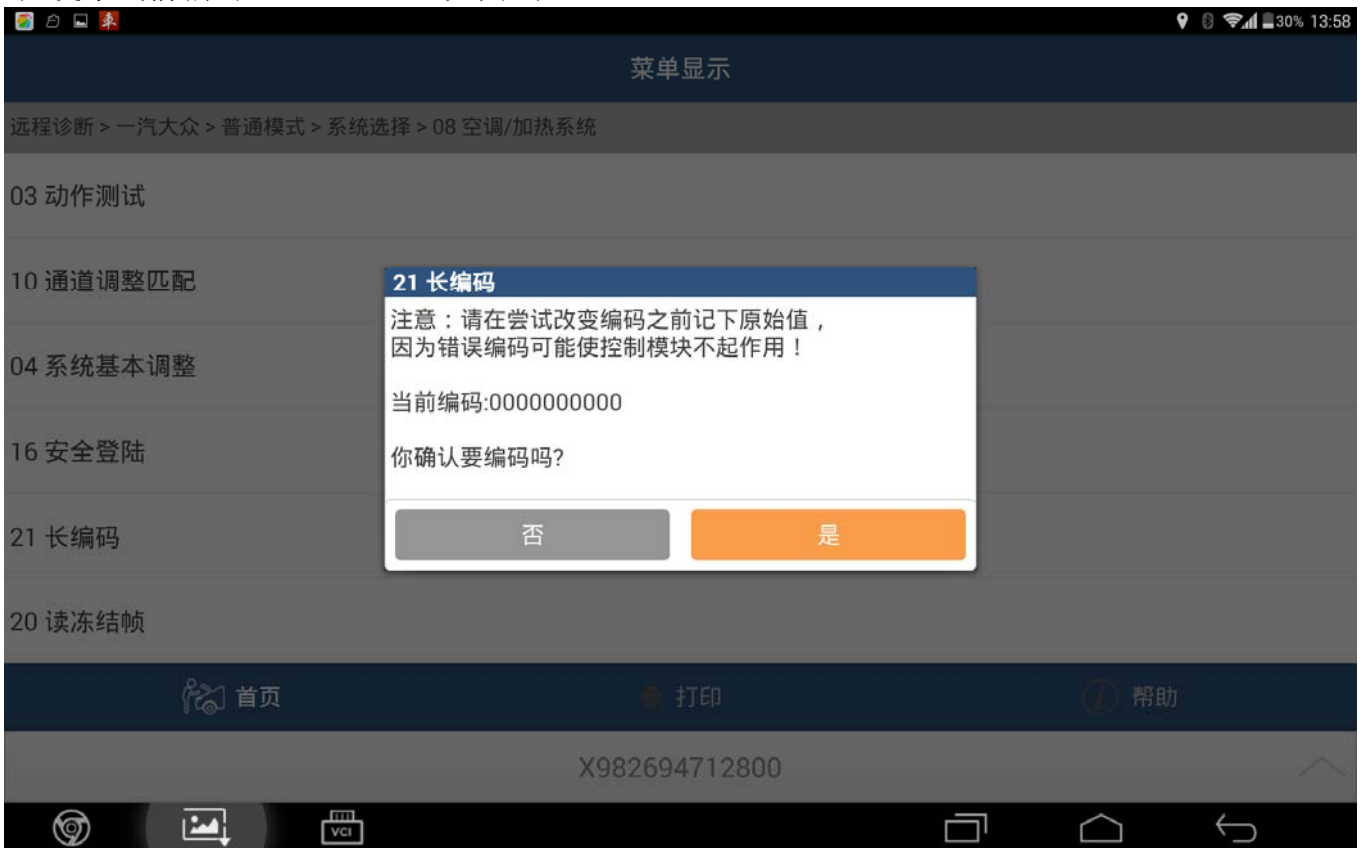 30% 13:58
菜单显示
远程诊断 > 一汽大众 > 普通模式 > 系统选择 > 08 空调/加热系统
03 动作测试
10 通道调整匹配
04 系统基本调整
16 安全登陆
21 长编码
20 读冻结帧
21 长编码
注意：请在尝试改变编码之前记下原始值，
因为错误编码可能使控制模块不起作用！
当前编码:0000000000
你确认要编码吗?
否
是
首页
打印
帮助
X982694712800
VCI